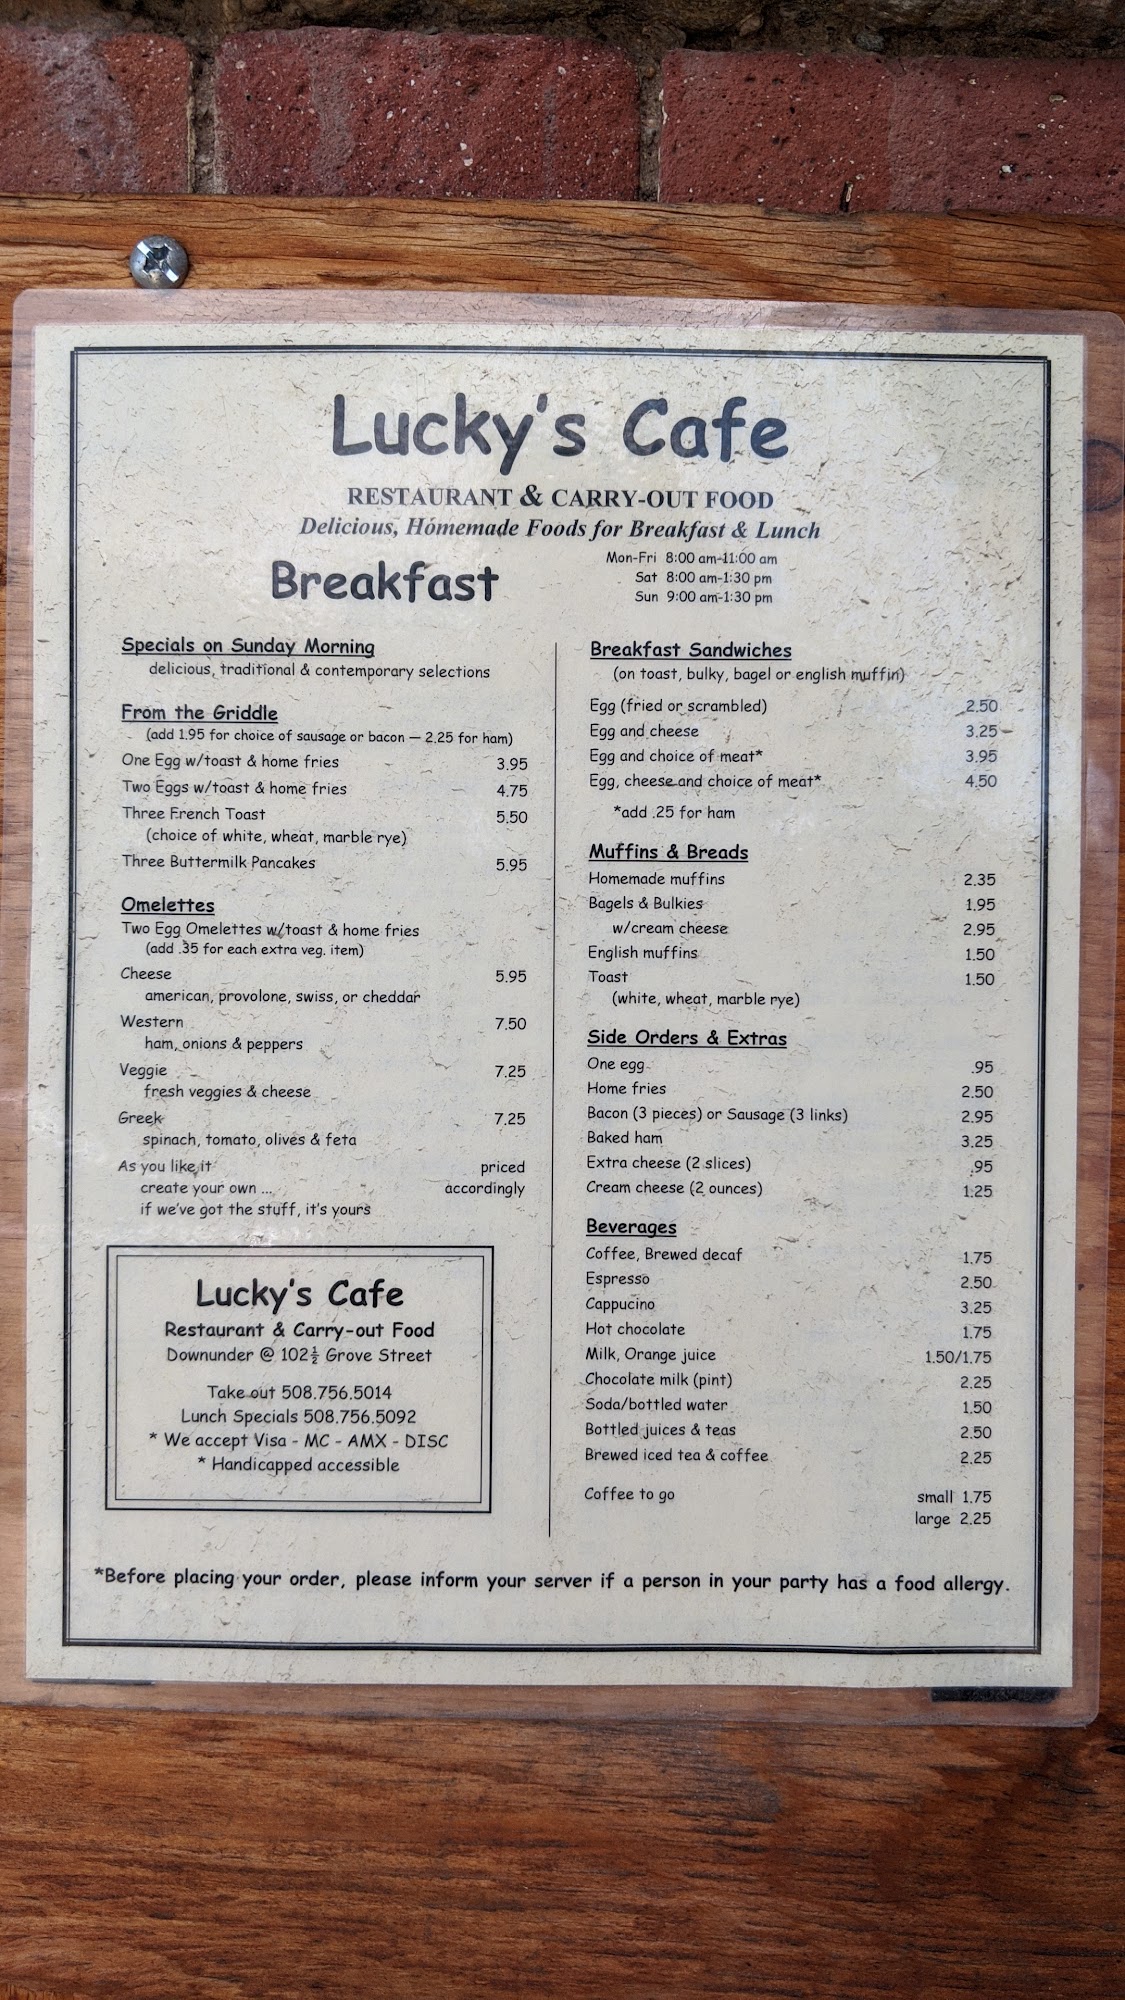 Lucky's Cafe
RESTAURANT & CARRY-OUT FOOD
Delicious, Homemade Foods for Breakfast & Lunch
Breakfast
Mon-Fri 8:00 am-11:00 am
Sat 8:00 am-1:30 pm
Sun 9:00 am-1:30 pm
Specials on Sunday Morning
delicious, traditional & contemporary selections
From the Griddle
(add 1.95 for choice of sausage or bacon — 2.25 for ham)
One Egg w/toast & home fries 3.95
Two Eggs w/toast & home fries 4.75
Three French Toast 5.50
(choice of white, wheat, marble rye)
Three Buttermilk Pancakes 5.95
Omelettes
Two Egg Omelettes w/toast & home fries
(add .35 for each extra veg. item)
Cheese 5.95
american, provolone, swiss, or cheddar
Western 7.50
ham, onions & peppers
Veggie 7.25
fresh veggies & cheese
Greek 7.25
spinach, tomato, olives & feta
As you like it priced
create your own ... accordingly
if we've got the stuff, it's yours
Lucky's Cafe
Restaurant & Carry-out Food
Downunder @ 102½ Grove Street
Take out 508.756.5014
Lunch Specials 508.756.5092
* We accept Visa - MC - AMX - DISC
* Handicapped accessible
Breakfast Sandwiches
(on toast, bulky, bagel or english muffin)
Egg (fried or scrambled) 2.50
Egg and cheese 3.25
Egg and choice of meat* 3.95
Egg, cheese and choice of meat* 4.50
*add .25 for ham
Muffins & Breads
Homemade muffins 2.35
Bagels & Bulkies 1.95
w/cream cheese 2.95
English muffins 1.50
Toast 1.50
(white, wheat, marble rye)
Side Orders & Extras
One egg .95
Home fries 2.50
Bacon (3 pieces) or Sausage (3 links) 2.95
Baked ham 3.25
Extra cheese (2 slices) .95
Cream cheese (2 ounces) 1.25
Beverages
Coffee, Brewed decaf 1.75
Espresso 2.50
Cappucino 3.25
Hot chocolate 1.75
Milk, Orange juice 1.50/1.75
Chocolate milk (pint) 2.25
Soda/bottled water 1.50
Bottled juices & teas 2.50
Brewed iced tea & coffee 2.25
Coffee to go small 1.75
large 2.25
*Before placing your order, please inform your server if a person in your party has a food allergy.